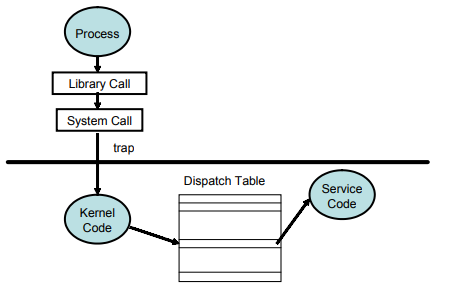 Process
Library Call
System Call
trap
Dispatch Table
Service
Code
Kernel
Code